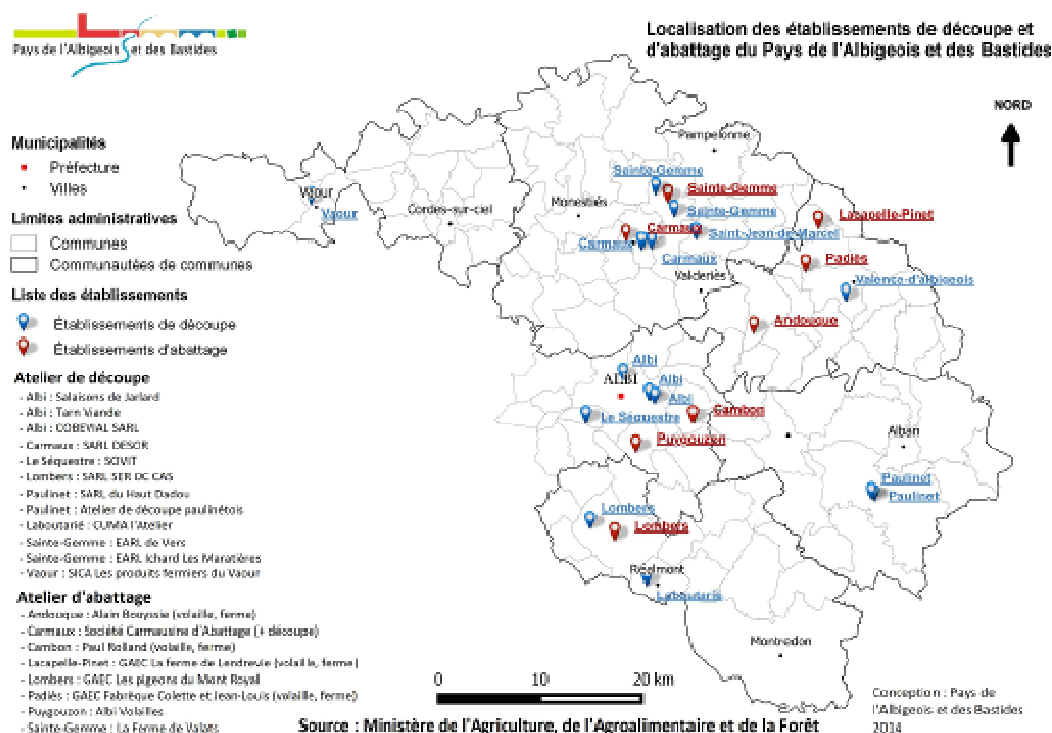 Pays de l'Albigeois et des Bastides
Localisation des établissements de découpe et
d'abattage du Pays de l'Albigeois et des Bastides
NORD
Municipalités
Préfecture
Villes
Limites administratives
Communes
Communautées de communes
Liste des établissements
Établissements de découpe
Établissements d'abattage
Atelier de découpe
- Albi : Salaisons de Jarlard
- Albi : Tarn Viande
- Albi : COBEVIAL SARL
- Carmaux : SARL DESOR
- Le Séquestre : SCIVIT
- Lombers : SARL SER DC CAS
- Paulinet : SARL du Haut Dadou
- Paulinet : Atelier de découpe paulinétois
- Laboutarié : CUMA l'Atelier
- Sainte-Gemme : EARL de Vers
- Sainte-Gemme : EARL Ichard Les Maratières
- Vaour : SICA Les produits fermiers du Vaour
Atelier d'abattage
- Andouque : Alain Bouyssie (volaille, ferme)
- Carmaux : Société Carmausine d'Abattage (+ découpe)
- Cambon : Paul Rolland (volaille, ferme)
- Lacapelle-Pinet : GAEC La ferme de Lendrevie (volaille, ferme)
- Lombers : GAEC Les pigeons du Mont Royal
- Padiès : GAEC Fabrègue Colette et Jean-Louis (volaille, ferme)
- Puygouzon : Albi Volailles
- Sainte-Gemme : La Ferme de Valats
Pampelonne
Sainte-Gemme
Sainte-Gemme
Sainte-Gemme
Vaour
Vaour
Cordes-sur-ciel
Monestiés
Lacapelle-Pinet
Carmaux
Saint-Jean-de-Marcel
Carmaux
Carmaux
Padiès
Valderiès
Valence-d'albigeois
Andouque
Albi
ALBI
Albi
Albi
Le Séquestre
Cambon
Puygouzon
Alban
Paulinet
Paulinet
Lombers
Lombers
Réalmont
Laboutarié
Montredon
0 10 20 km
Source : Ministère de l'Agriculture, de l'Agroalimentaire et de la Forêt
Conception : Pays de
l'Albigeois et des Bastides
2014